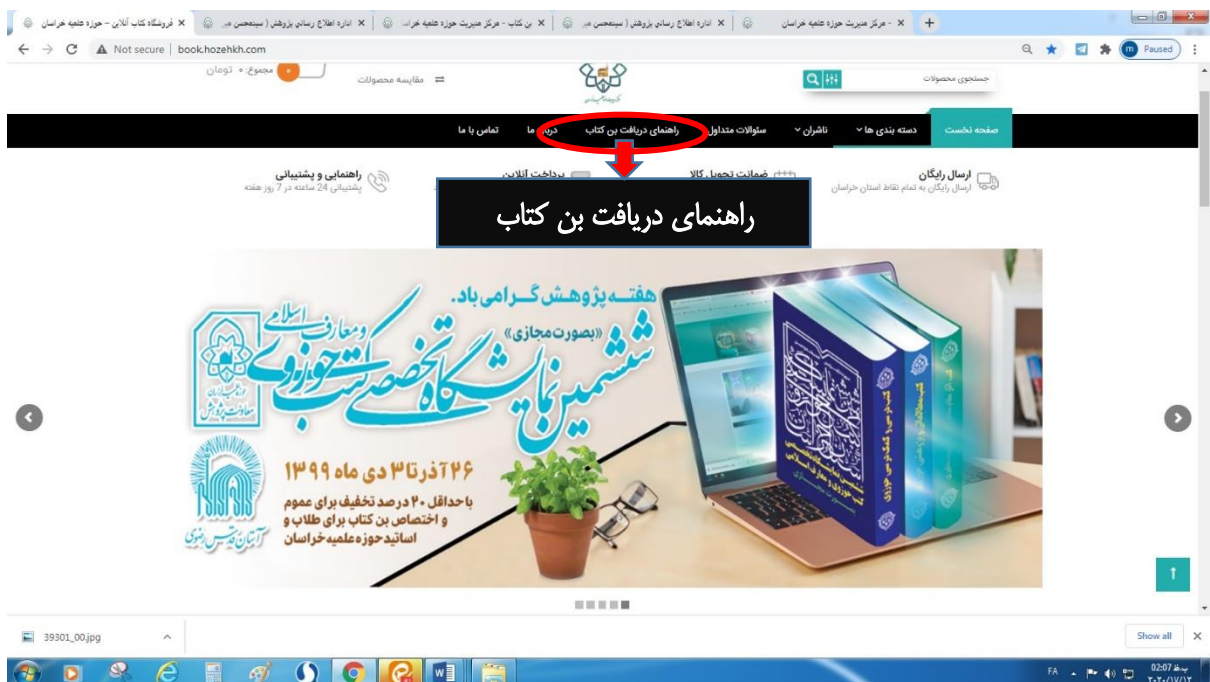 فروشگاه کتاب آنلاین – حوزه علمیه خراسان
اداره اطلاع رسانی پژوهش
بن کتاب - مرکز مدیریت حوزه علمیه
اداره اطلاع رسانی پژوهش
- مرکز مدیریت حوزه علمیه خراسان
Not secure | book.hozehkh.com
Paused
جستجوی محصولات
مقایسه محصولات
مجموع: ۰ تومان
صفحه نخست
دسته بندی ها
ناشران
سئوالات متداول
راهنمای دریافت بن کتاب
تماس با ما
ارسال رایگان
ارسال رایگان به تمام نقاط استان خراسان
ضمانت تحویل کالا
پرداخت آنلاین
راهنمایی و پشتیبانی
پشتیبانی 24 ساعته در 7 روز هفته
راهنمای دریافت بن کتاب
هفته پژوهش گرامی باد.
«بصورت مجازی»
ششمین نمایشگاه تخصصی کتب حوزوی
ومعارف اسلامی
۲۶ آذر تا ۳ دی ماه ۱۳۹۹
با حداقل ۲۰ درصد تخفیف برای عموم
و اختصاص بن کتاب برای طلاب و
اساتید حوزه علمیه خراسان
آستان قدس رضوی
39301_00.jpg
Show all
FA
02:07 ب.ظ